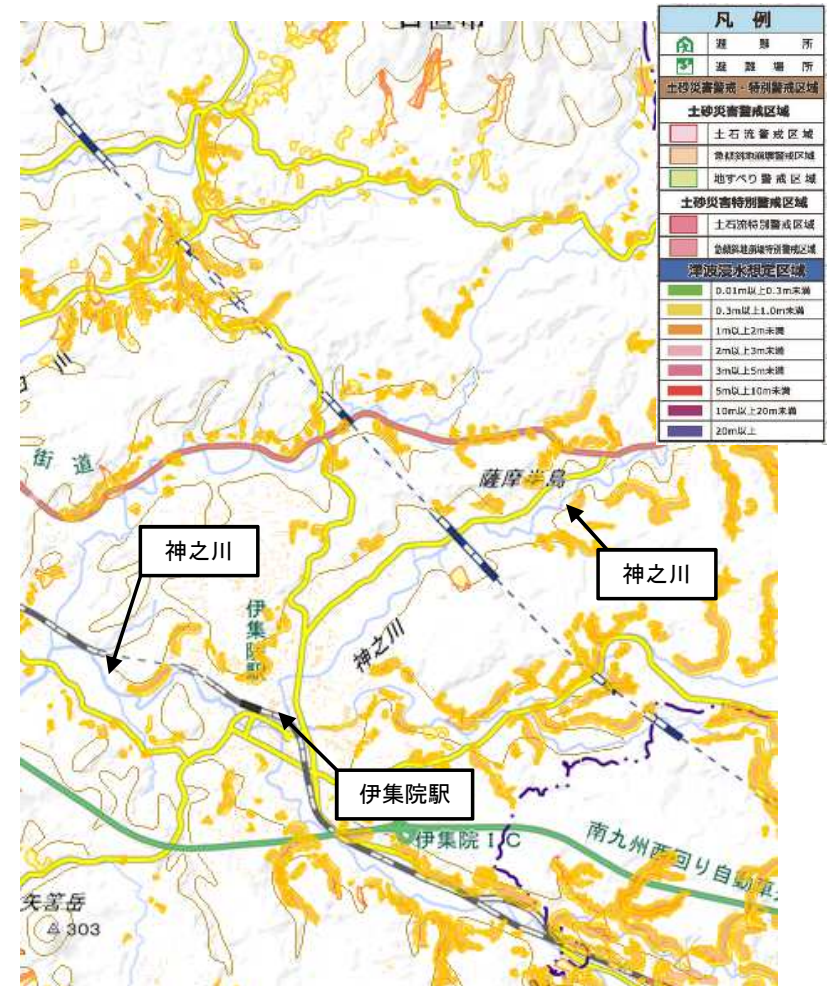 凡例
避難所
避難場所
土砂災害警戒・特別警戒区域
土砂災害警戒区域
土石流警戒区域
急傾斜地崩壊警戒区域
地すべり警戒区域
土砂災害特別警戒区域
土石流特別警戒区域
急傾斜地崩壊特別警戒区域
津波浸水想定区域
0.01m以上0.3m未満
0.3m以上1.0m未満
1m以上2m未満
2m以上3m未満
3m以上5m未満
5m以上10m未満
10m以上20m未満
20m以上
川
街道
薩摩半島
神之川
神之川
伊集院町
神之川
伊集院駅
伊集院IC
南九州西回り自動車
矢筈岳
303